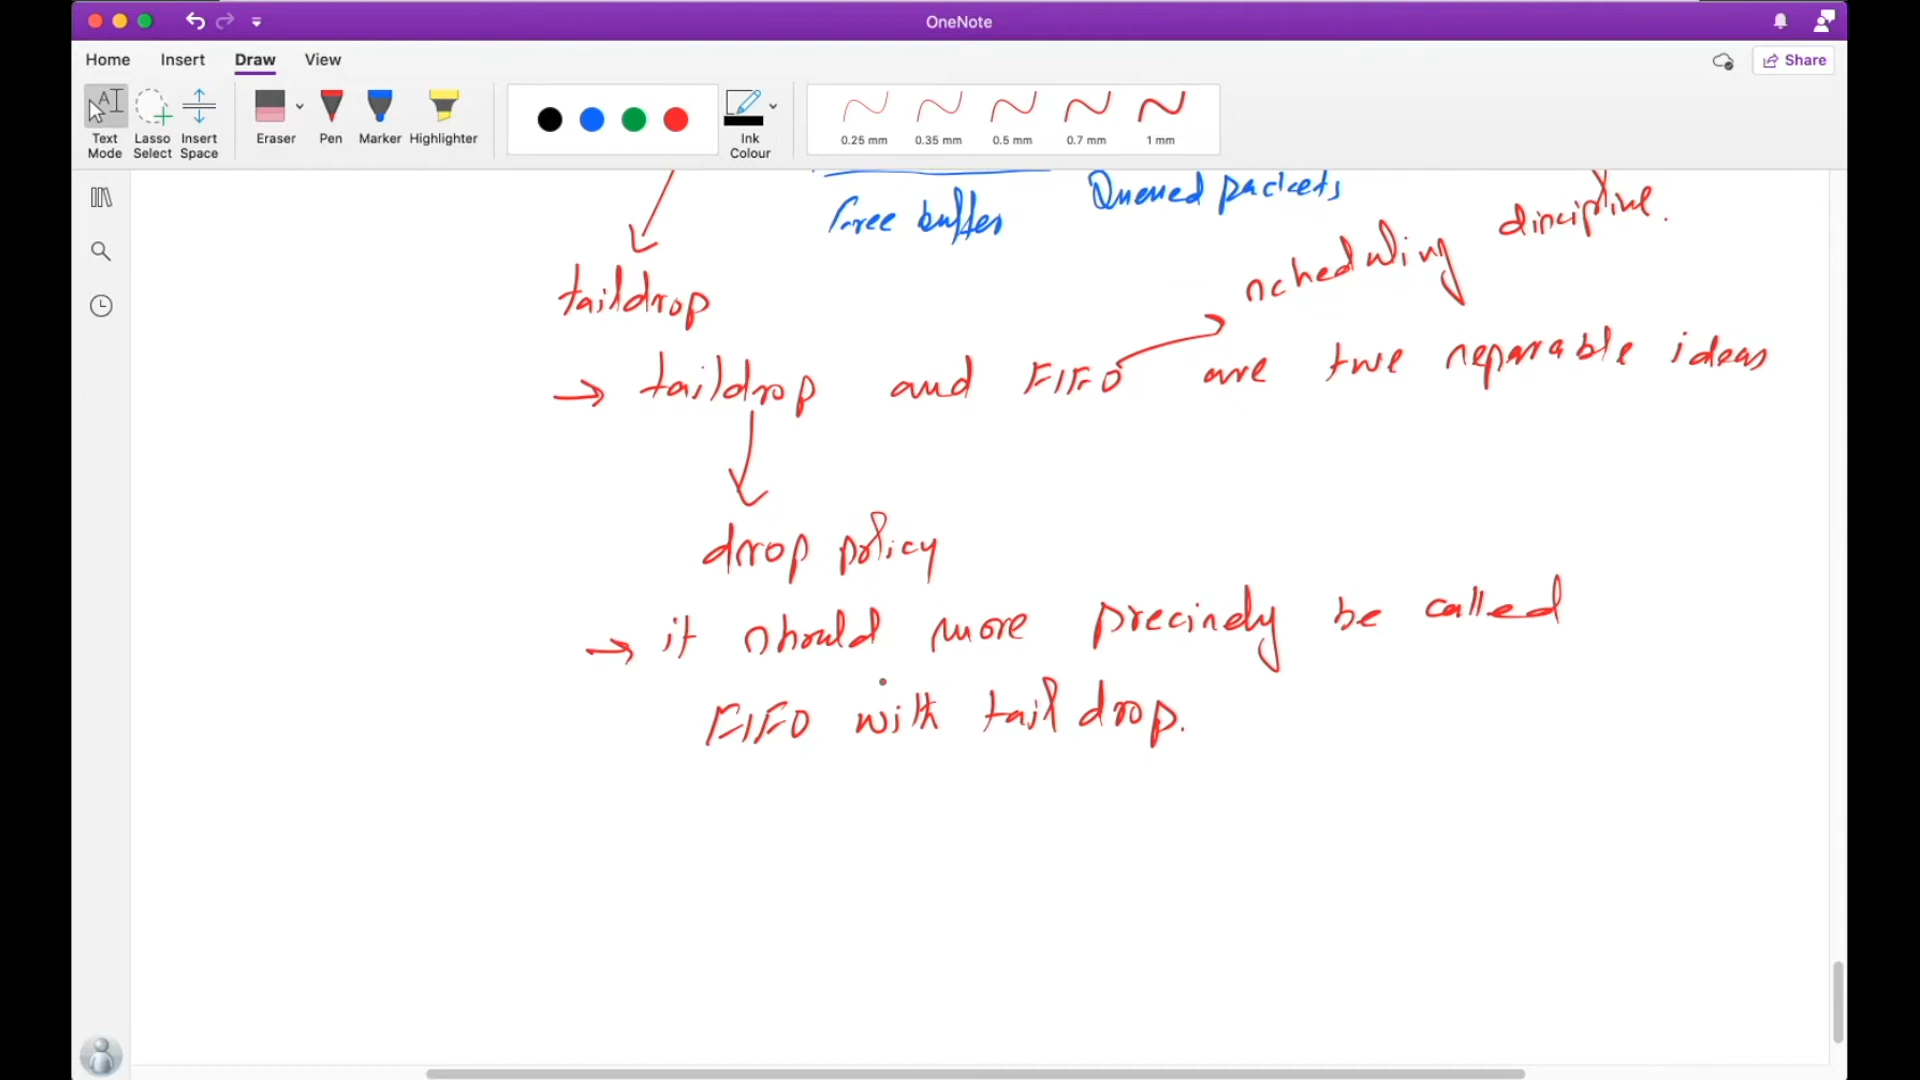 OneNote
Home Insert Draw View
Share
Text Mode
Lasso Select
Insert Space
Eraser
Pen
Marker
Highlighter
Ink Colour
0.25 mm 0.35 mm 0.5 mm 0.7 mm 1 mm
Free buffer
Queued packets
taildrop
scheduling discipline.
→ taildrop and FIFO are two separable ideas
drop policy
→ it should more precisely be called
FIFO with tail drop.